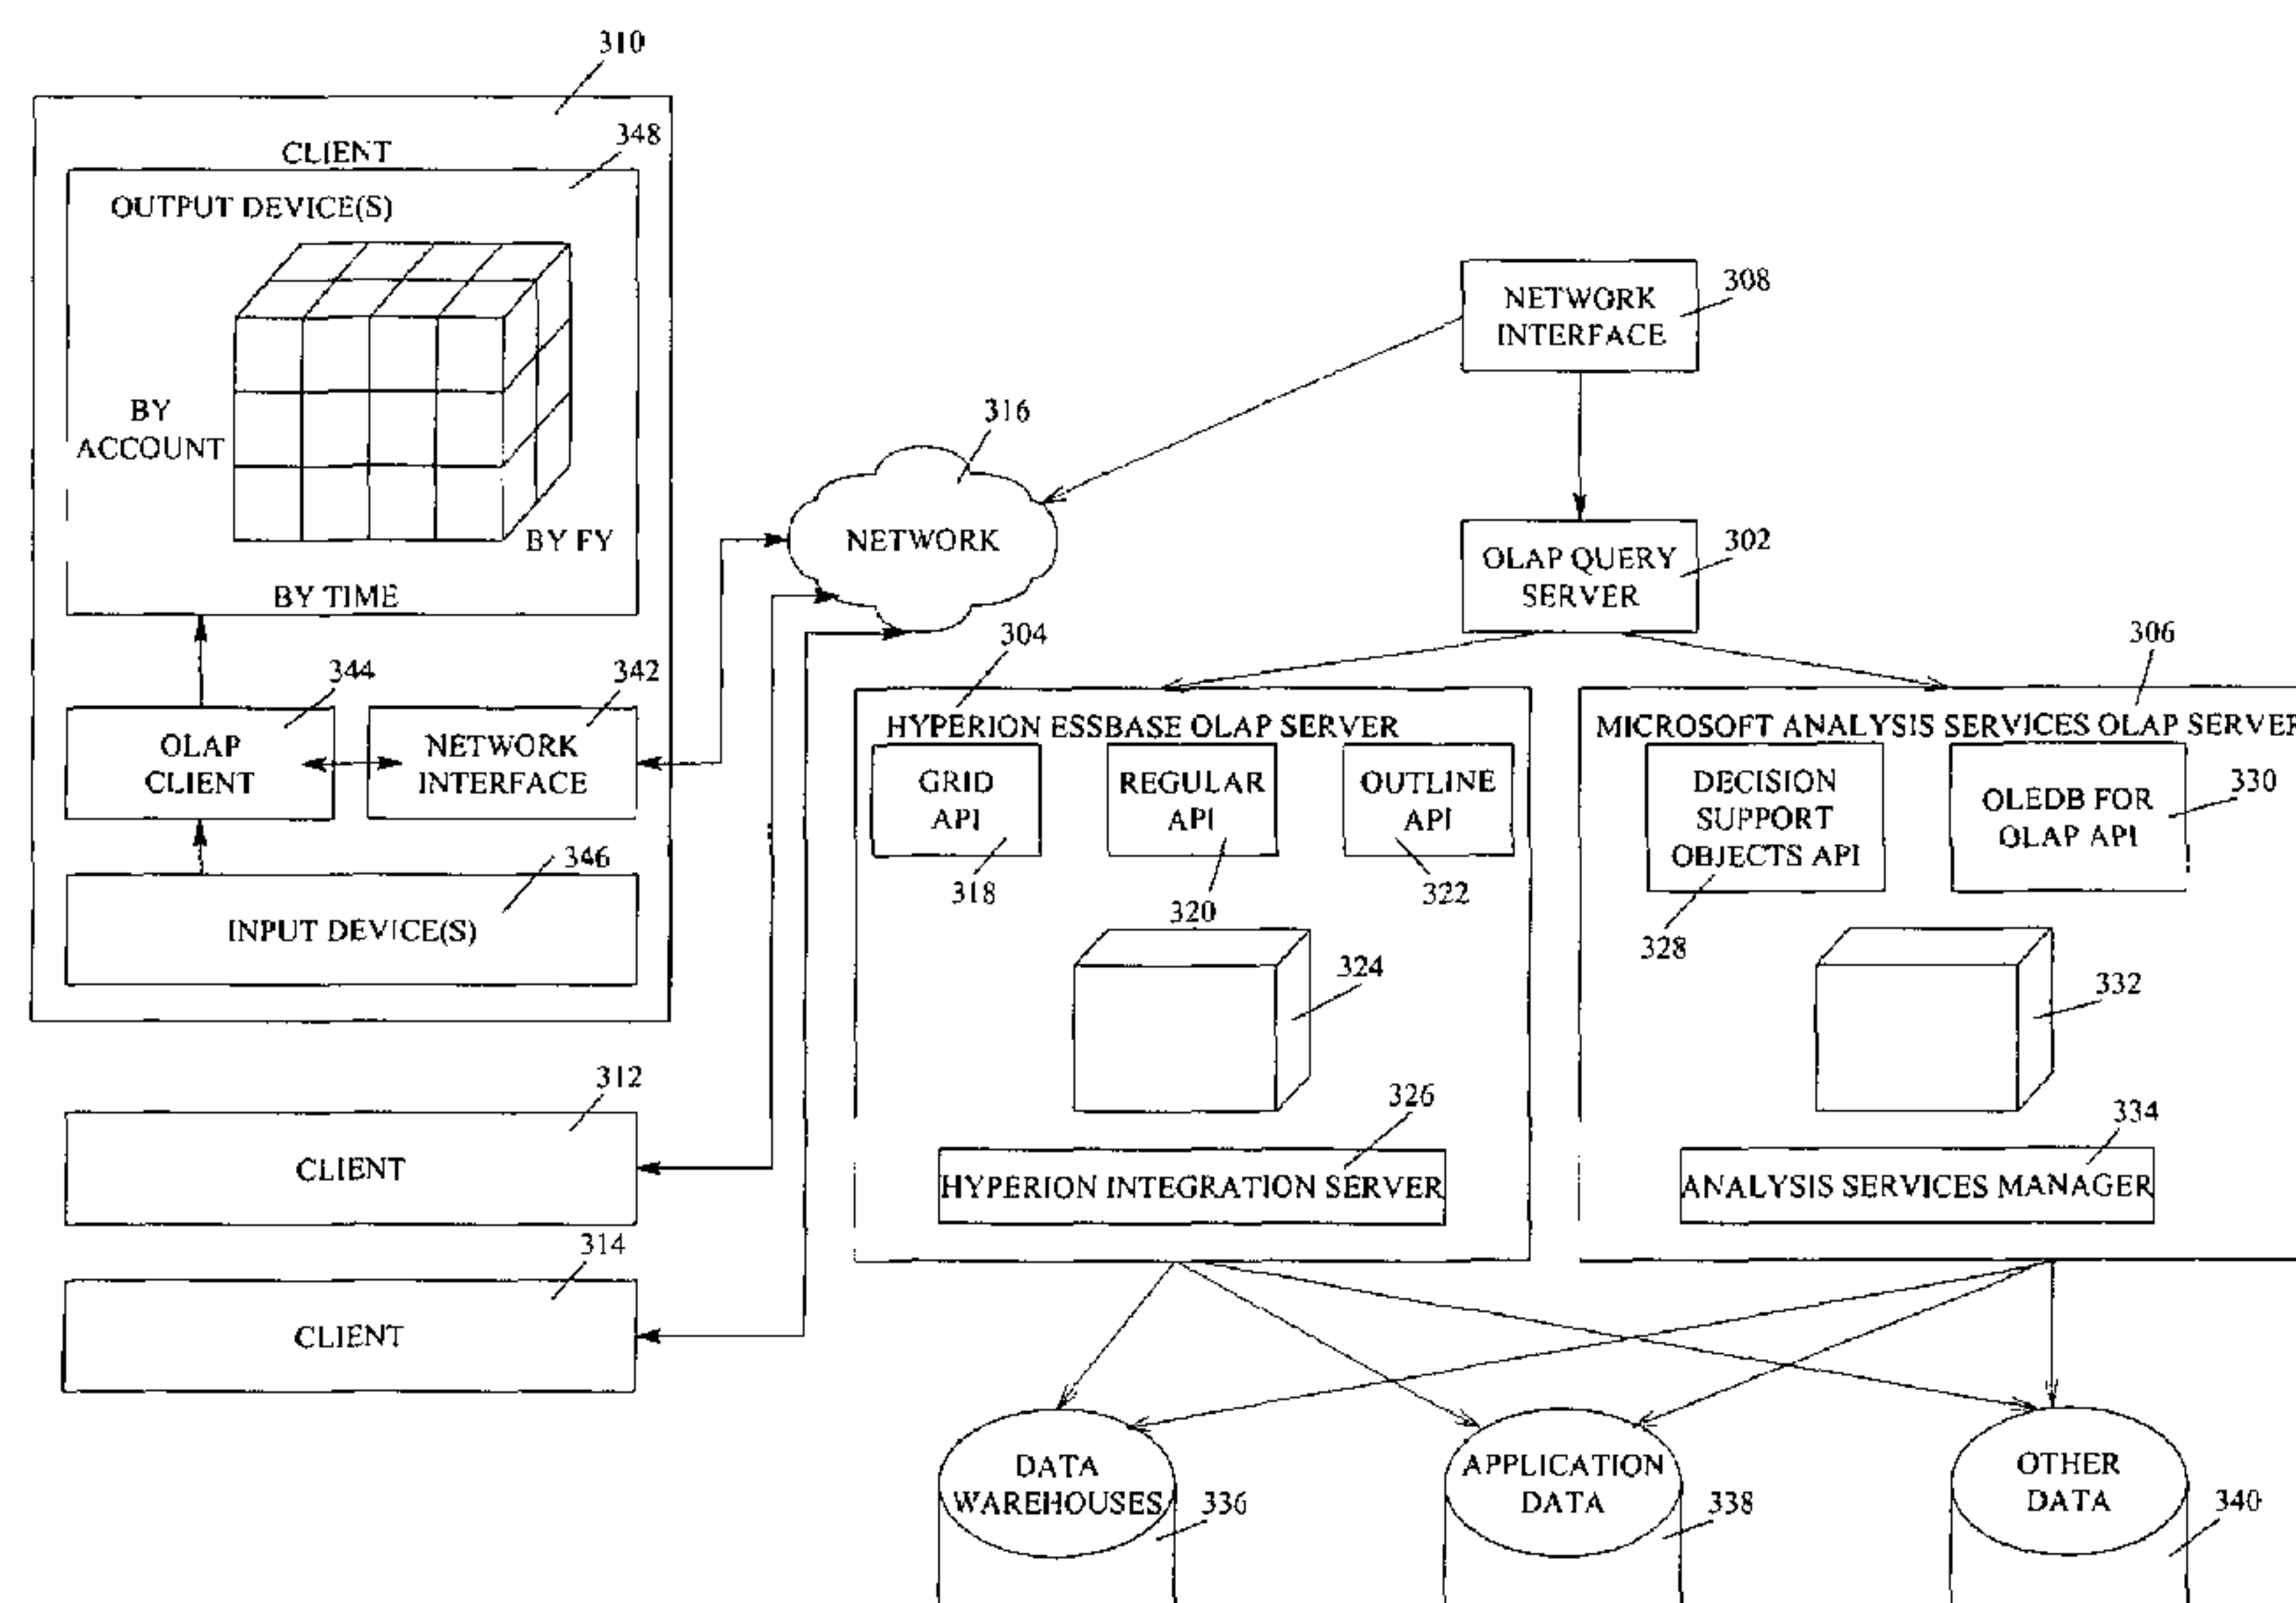 310
CLIENT
348
OUTPUT DEVICE(S)
BY
ACCOUNT
BY FY
BY TIME
344
342
OLAP
CLIENT
NETWORK
INTERFACE
346
INPUT DEVICE(S)
312
CLIENT
314
CLIENT
316
NETWORK
NETWORK
INTERFACE
308
OLAP QUERY
SERVER
302
304
HYPERION ESSBASE OLAP SERVER
GRID
API
318
REGULAR
API
320
OUTLINE
API
322
324
326
HYPERION INTEGRATION SERVER
306
MICROSOFT ANALYSIS SERVICES OLAP SERVER
DECISION
SUPPORT
OBJECTS API
328
OLEDB FOR
OLAP API
330
332
334
ANALYSIS SERVICES MANAGER
DATA
WAREHOUSES
336
APPLICATION
DATA
338
OTHER
DATA
340